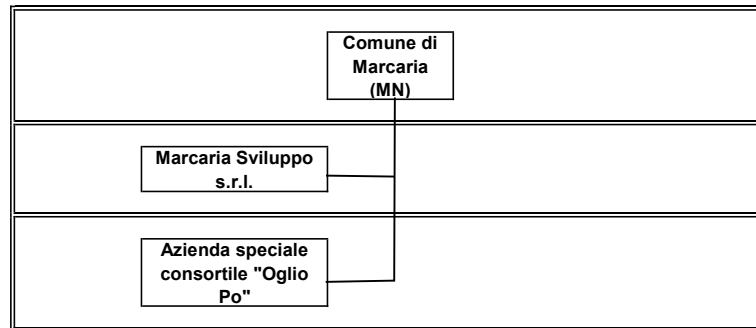 Comune di
Marcaria
(MN)
Marcaria Sviluppo
s.r.l.
Azienda speciale
consortile "Oglio
Po"